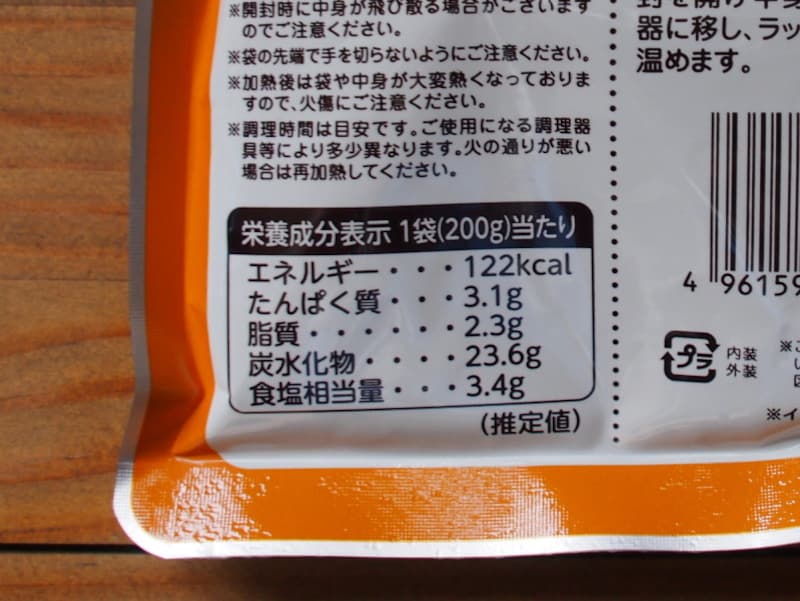 ※開封時に中身が飛び散る場合がございます
のでご注意ください。
※袋の先端で手を切らないようにご注意ください。
※加熱後は袋や中身が大変熱くなっておりま
すので、火傷にご注意ください。
※調理時間は目安です。ご使用になる調理器
具等により多少異なります。火の通りが悪い
場合は再加熱してください。
栄養成分表示 1袋(200g)当たり
エネルギー・・・122kcal
たんぱく質・・・3.1g
脂質・・・・・・2.3g
炭水化物・・・・23.6g
食塩相当量・・・3.4g
(推定値)
器に移し、ラッ
温めます。
4 96159
プラ
内装
外装
※こ
※イ